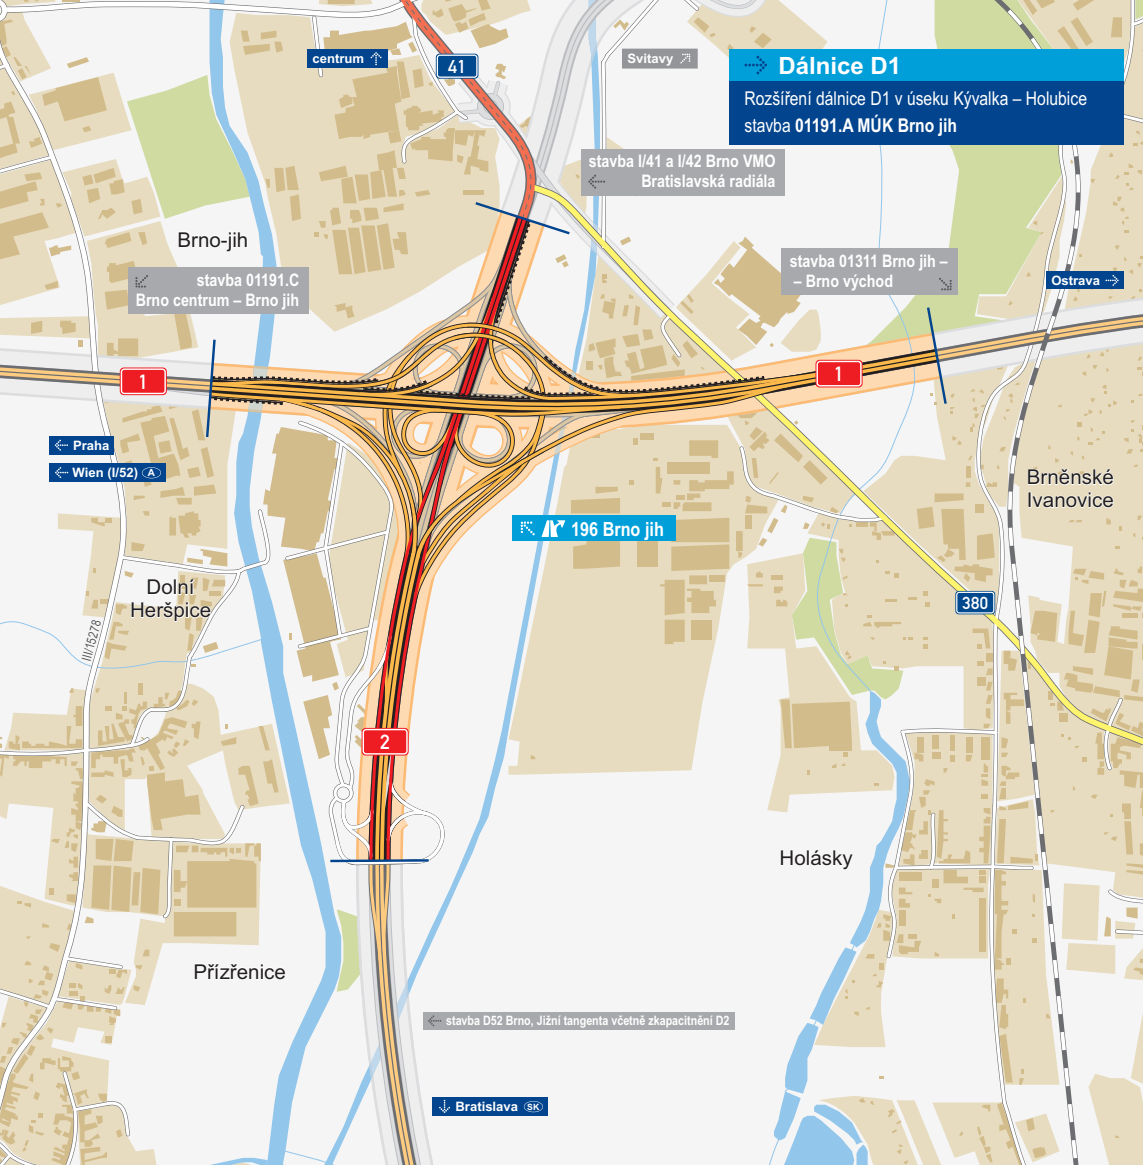 centrum
41
Svitavy
Dálnice D1
Rozšíření dálnice D1 v úseku Kývalka – Holubice
stavba 01191.A MÚK Brno jih
stavba I/41 a I/42 Brno VMO
Bratislavská radiála
Brno-jih
stavba 01191.C
Brno centrum – Brno jih
stavba 01311 Brno jih –
– Brno východ
Ostrava
1
1
Praha
Wien (I/52) A
Brněnské
Ivanovice
196 Brno jih
Dolní
Heršpice
380
III/15278
2
Holásky
Přízřenice
stavba D52 Brno, Jižní tangenta včetně zkapacitnění D2
Bratislava SK